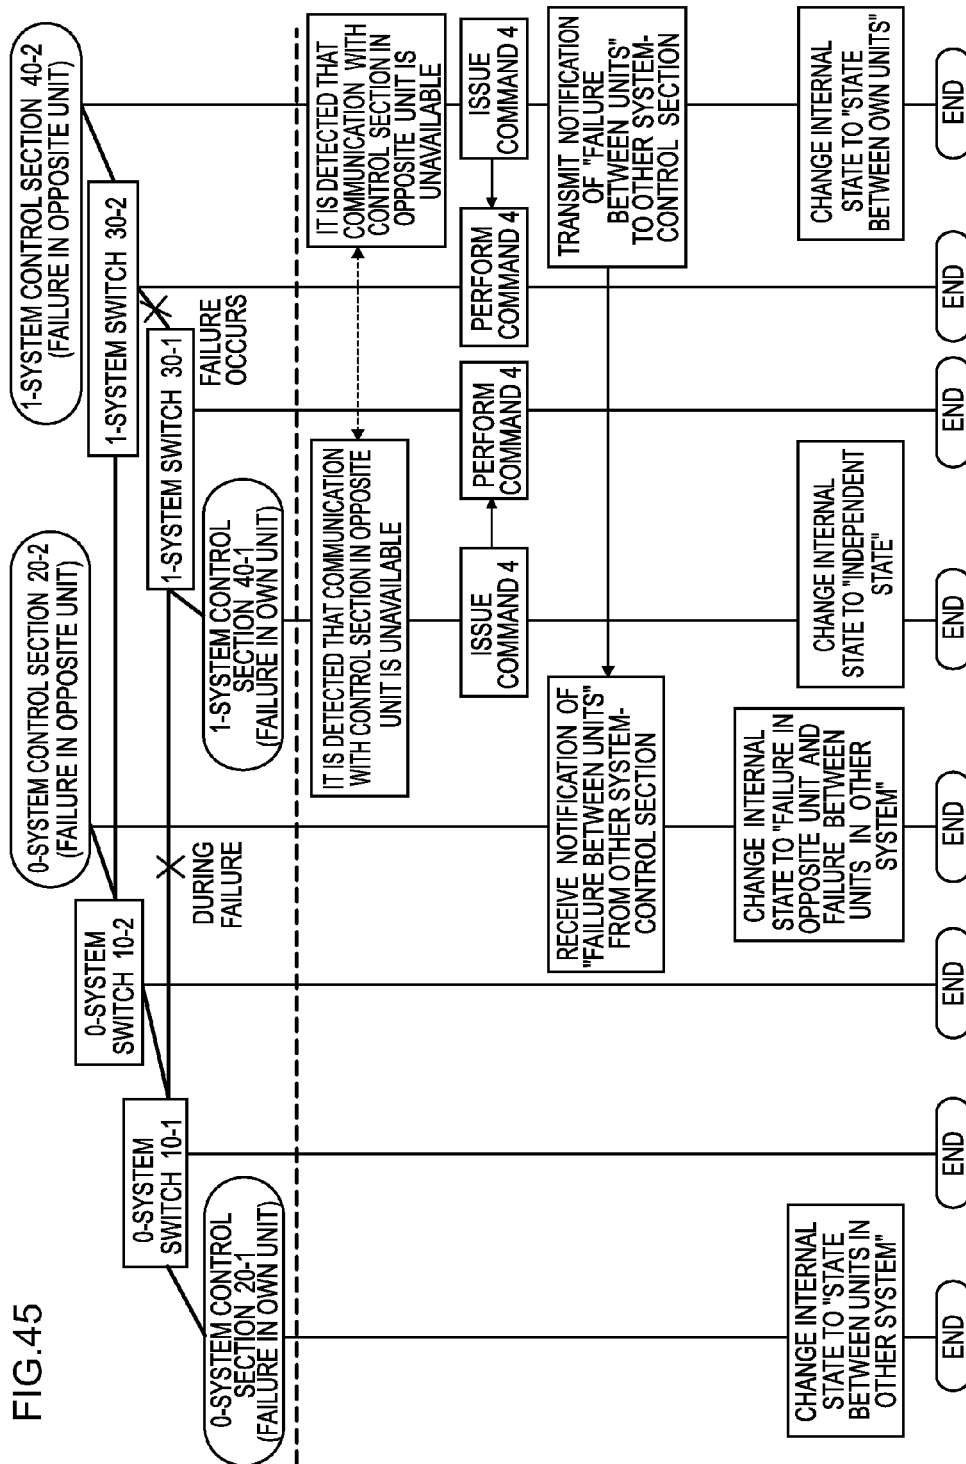 FIG.45
0-SYSTEM CONTROL
SECTION 20-1
(FAILURE IN OWN UNIT)
0-SYSTEM
SWITCH 10-1
0-SYSTEM
SWITCH 10-2
0-SYSTEM CONTROL SECTION 20-2
(FAILURE IN OPPOSITE UNIT)
DURING
FAILURE
1-SYSTEM CONTROL
SECTION 40-1
(FAILURE IN OWN UNIT)
1-SYSTEM SWITCH 30-1
1-SYSTEM SWITCH 30-2
FAILURE
OCCURS
1-SYSTEM CONTROL SECTION 40-2
(FAILURE IN OPPOSITE UNIT)
IT IS DETECTED THAT COMMUNICATION
WITH CONTROL SECTION IN OPPOSITE
UNIT IS UNAVAILABLE
IT IS DETECTED THAT
COMMUNICATION WITH
CONTROL SECTION IN
OPPOSITE UNIT IS
UNAVAILABLE
ISSUE
COMMAND 4
PERFORM
COMMAND 4
PERFORM
COMMAND 4
ISSUE
COMMAND 4
RECEIVE NOTIFICATION OF
"FAILURE BETWEEN UNITS"
FROM OTHER SYSTEM-
CONTROL SECTION
TRANSMIT NOTIFICATION
OF "FAILURE
BETWEEN UNITS"
TO OTHER SYSTEM-
CONTROL SECTION
CHANGE INTERNAL
STATE TO "STATE
BETWEEN UNITS IN
OTHER SYSTEM"
CHANGE INTERNAL
STATE TO "FAILURE IN
OPPOSITE UNIT AND
FAILURE BETWEEN
UNITS IN OTHER
SYSTEM"
CHANGE INTERNAL
STATE TO "INDEPENDENT
STATE"
CHANGE INTERNAL
STATE TO "STATE
BETWEEN OWN UNITS"
END
END
END
END
END
END
END
END